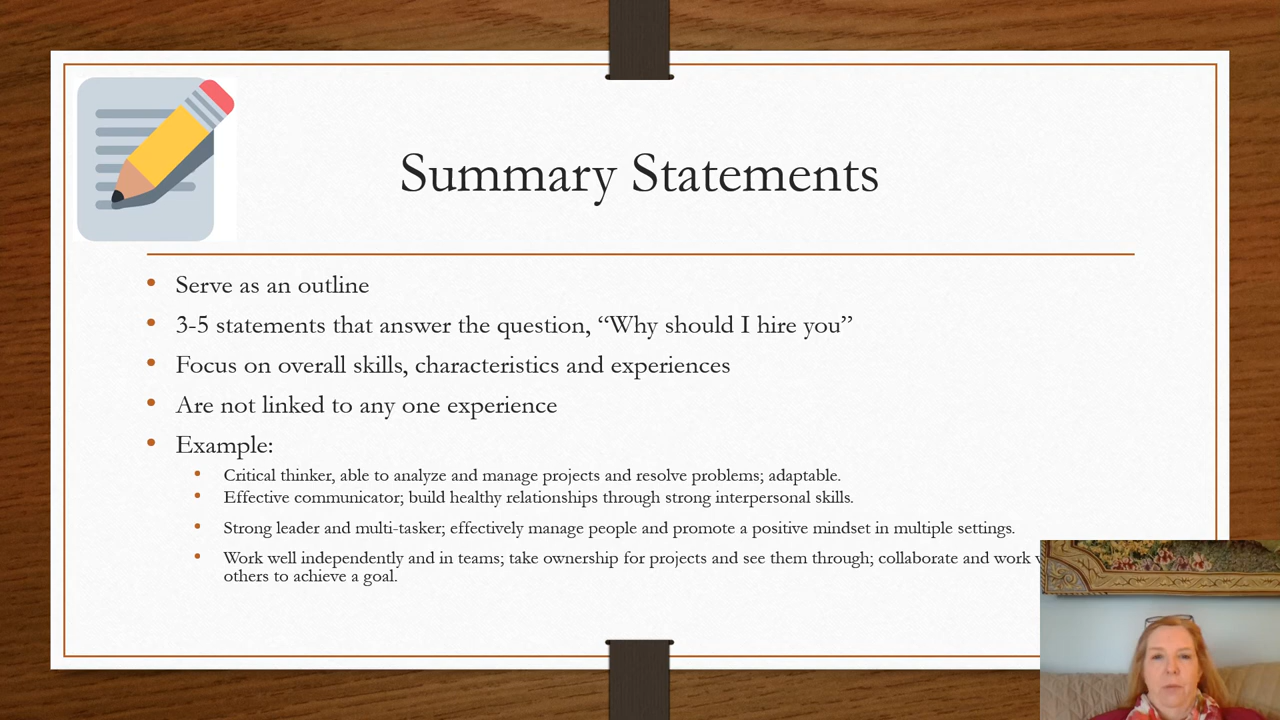 Summary Statements
Serve as an outline
3-5 statements that answer the question, “Why should I hire you”
Focus on overall skills, characteristics and experiences
Are not linked to any one experience
Example:
Critical thinker, able to analyze and manage projects and resolve problems; adaptable.
Effective communicator; build healthy relationships through strong interpersonal skills.
Strong leader and multi-tasker; effectively manage people and promote a positive mindset in multiple settings.
Work well independently and in teams; take ownership for projects and see them through; collaborate and work
others to achieve a goal.